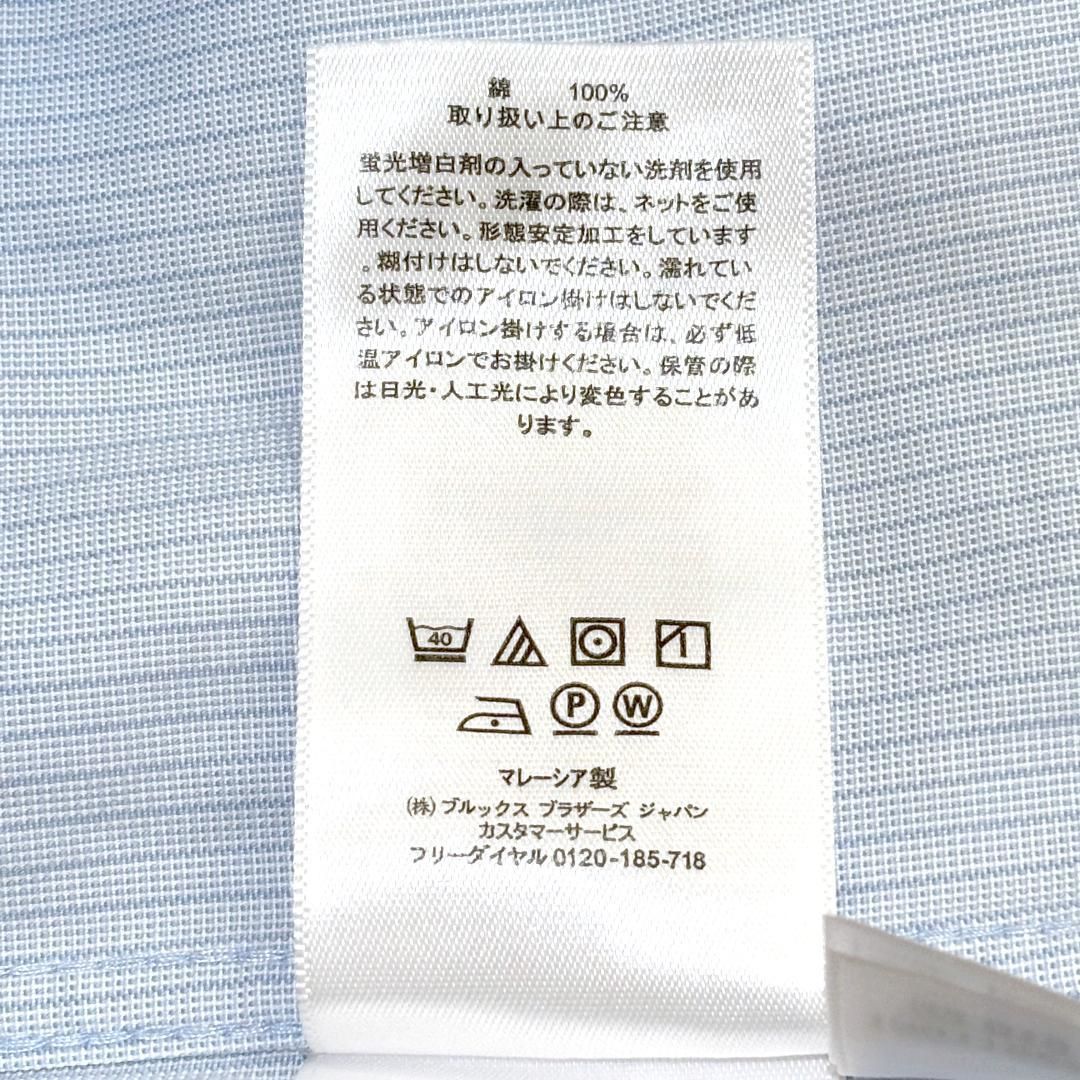 綿 100%
取り扱い上のご注意
蛍光増白剤の入っていない洗剤を使用
してください。洗濯の際は、ネットをご使
用ください。形態安定加工をしています
。糊付けはしないでください。濡れてい
る状態でのアイロン掛けはしないでくだ
さい。アイロン掛けする場合は、必ず低
温アイロンでお掛けください。保管の際
は日光・人工光により変色することがあ
ります。
40
P W
マレーシア製
(株)ブルックス ブラザーズ ジャパン
カスタマーサービス
フリーダイヤル 0120-185-718